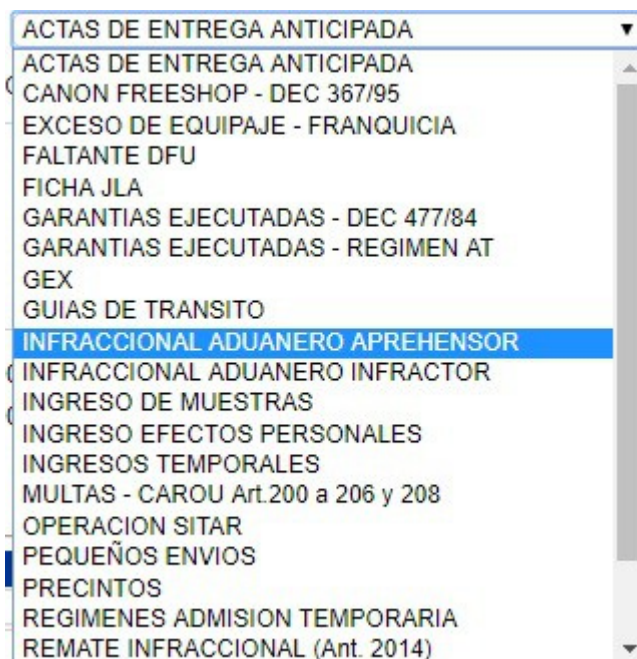 ACTAS DE ENTREGA ANTICIPADA
ACTAS DE ENTREGA ANTICIPADA
CANON FREESHOP - DEC 367/95
EXCESO DE EQUIPAJE - FRANQUICIA
FALTANTE DFU
FICHA JLA
GARANTIAS EJECUTADAS - DEC 477/84
GARANTIAS EJECUTADAS - REGIMEN AT
GEX
GUIAS DE TRANSITO
INFRACCIONAL ADUANERO APREHENSOR
INFRACCIONAL ADUANERO INFRACTOR
INGRESO DE MUESTRAS
INGRESO EFECTOS PERSONALES
INGRESOS TEMPORALES
MULTAS - CAROU Art.200 a 206 y 208
OPERACION SITAR
PEQUEÑOS ENVIOS
PRECINTOS
REGIMENES ADMISION TEMPORARIA
REMATE INFRACCIONAL (Ant. 2014)